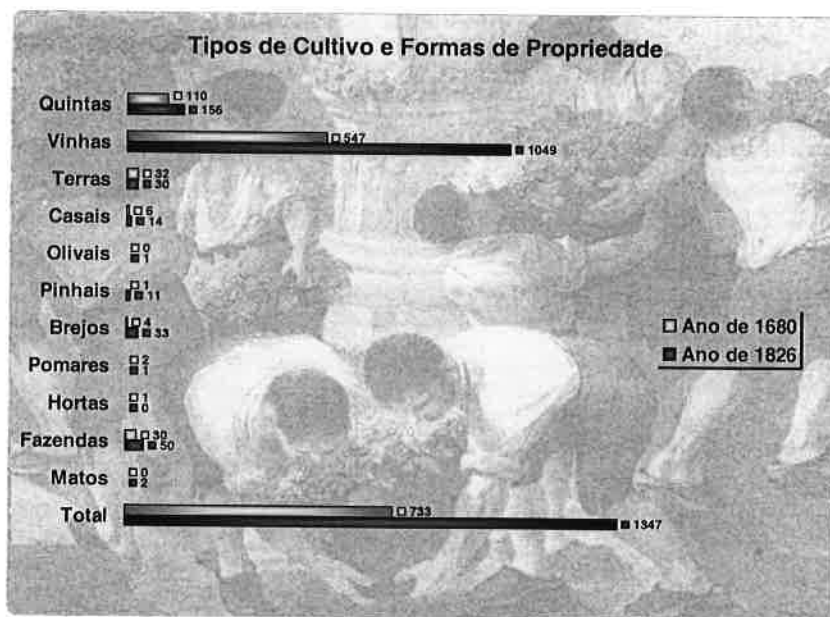 Tipos de Cultivo e Formas de Propriedade
Quintas
110
156
Vinhas
547
1049
Terras
32
30
Casais
6
14
Olivais
0
1
Pinhais
1
11
Brejos
4
33
Pomares
2
1
Hortas
1
0
Fazendas
30
50
Matos
0
2
Total
733
1347
Ano de 1680
Ano de 1826